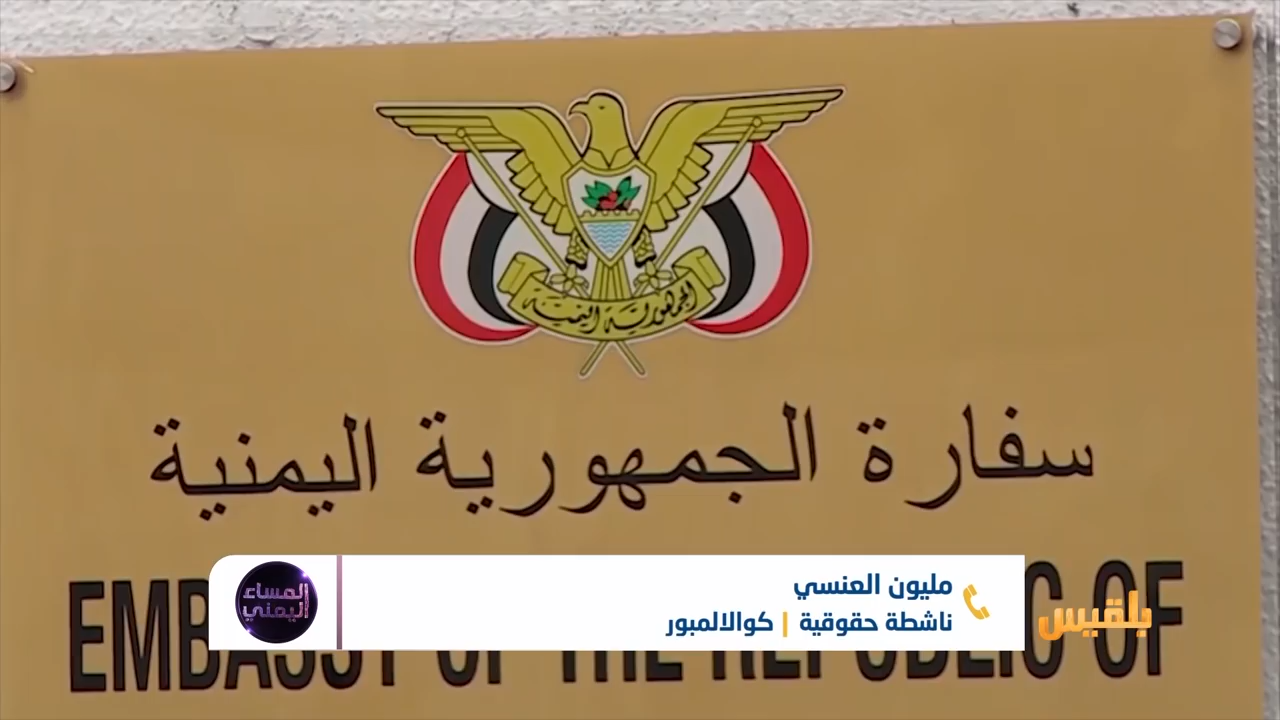 الجمهورية اليمنية
سفارة الجمهورية اليمنية
EMBASSY OF THE REPUBLIC OF
مليون العنسي
ناشطة حقوقية | كوالالمبور
المساء اليمني
بلقيس